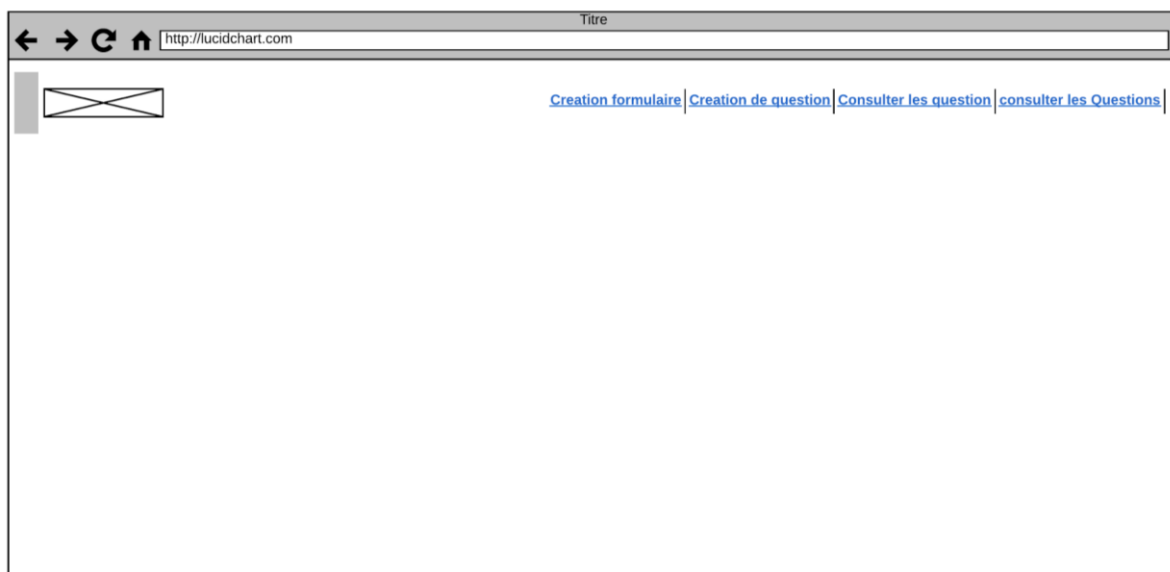 Titre
http://lucidchart.com
Creation formulaire Creation de question Consulter les question consulter les Questions